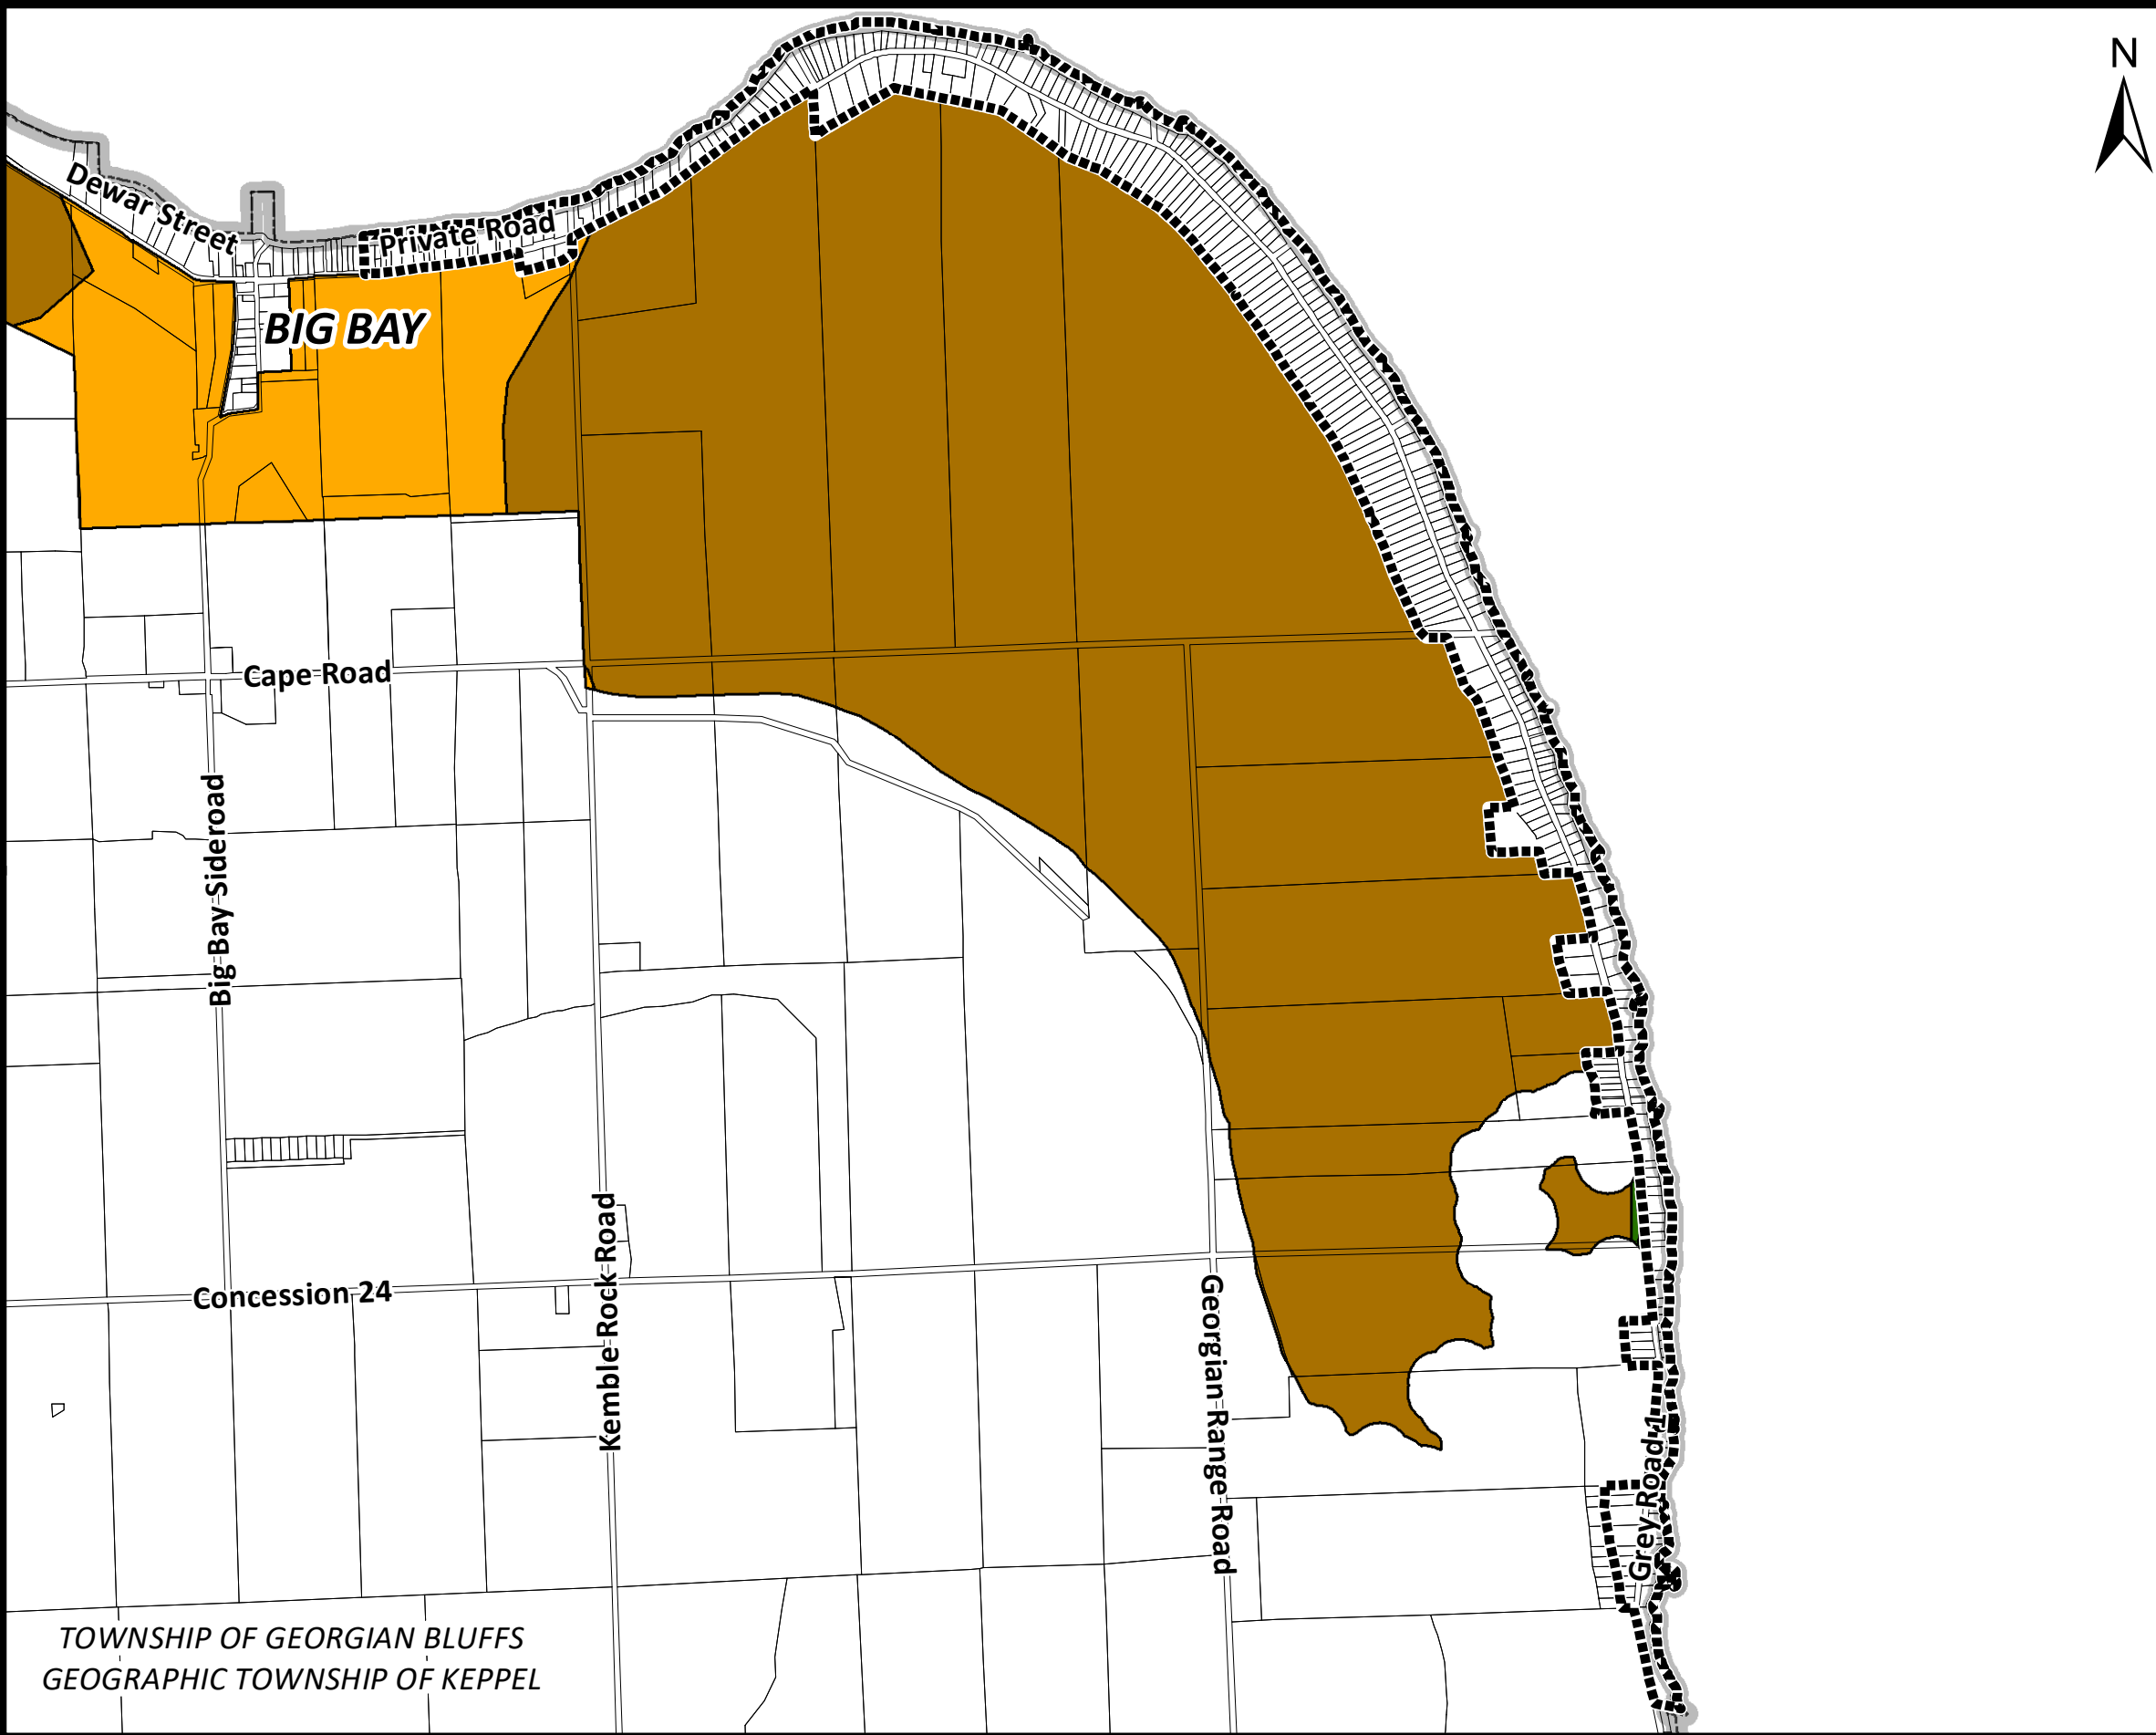 N
Dewar Street
Private Road
BIG BAY
Cape Road
Big Bay Sideroad
Kemble Rock Road
Concession 24
Georgian Range Road
Grey Road 1
TOWNSHIP OF GEORGIAN BLUFFS
GEOGRAPHIC TOWNSHIP OF KEPPEL